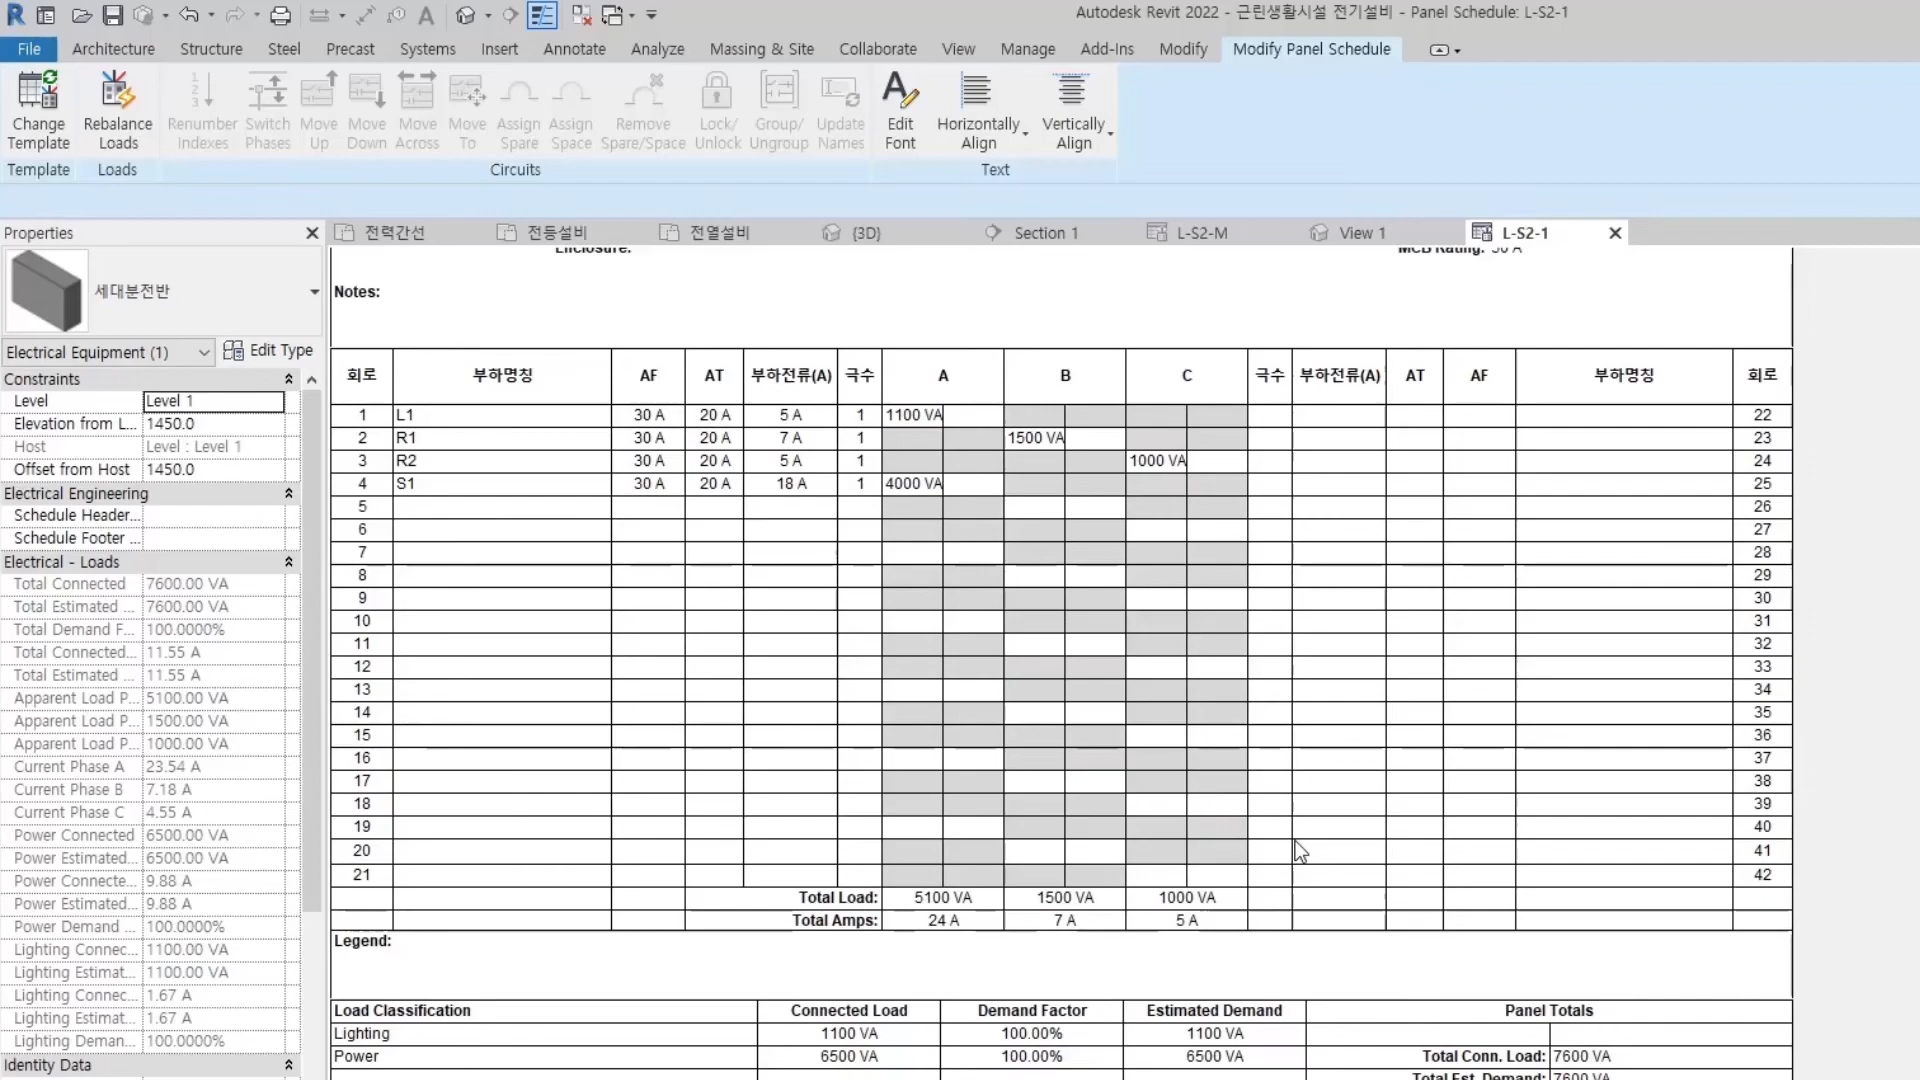 Autodesk Revit 2022 - 근린생활시설 전기설비 - Panel Schedule: L-S2-1
File Architecture Structure Steel Precast Systems Insert Annotate Analyze Massing & Site Collaborate View Manage Add-Ins Modify Modify Panel Schedule
Change Template Rebalance Loads Renumber Indexes Switch Phases Move Up Move Down Move Across Move To Assign Spare Assign Space Remove Spare/Space Lock/ Unlock Group/ Ungroup Update Names Edit Font Horizontally Align Vertically Align
Template Loads Circuits Text
Properties 전력간선 전등설비 전열설비 {3D} Section 1 L-S2-M View 1 L-S2-1
세대분전반
Electrical Equipment (1) Edit Type
Constraints
Level Level 1
Elevation from L... 1450.0
Host Level : Level 1
Offset from Host 1450.0
Electrical Engineering
Schedule Header...
Schedule Footer ...
Electrical - Loads
Total Connected 7600.00 VA
Total Estimated ... 7600.00 VA
Total Demand F... 100.0000%
Total Connected... 11.55 A
Total Estimated ... 11.55 A
Apparent Load P... 5100.00 VA
Apparent Load P... 1500.00 VA
Apparent Load P... 1000.00 VA
Current Phase A 23.54 A
Current Phase B 7.18 A
Current Phase C 4.55 A
Power Connected 6500.00 VA
Power Estimated... 6500.00 VA
Power Connecte... 9.88 A
Power Estimated... 9.88 A
Power Demand ... 100.0000%
Lighting Connec... 1100.00 VA
Lighting Estimat... 1100.00 VA
Lighting Connec... 1.67 A
Lighting Estimat... 1.67 A
Lighting Deman... 100.0000%
Identity Data
Enclosure: MCB Rating: 30 A
Notes:
회로 부하명칭 AF AT 부하전류(A) 극수 A B C 극수 부하전류(A) AT AF 부하명칭 회로
1 L1 30 A 20 A 5 A 1 1100 VA 22
2 R1 30 A 20 A 7 A 1 1500 VA 23
3 R2 30 A 20 A 5 A 1 1000 VA 24
4 S1 30 A 20 A 18 A 1 4000 VA 25
5 26
6 27
7 28
8 29
9 30
10 31
11 32
12 33
13 34
14 35
15 36
16 37
17 38
18 39
19 40
20 41
21 42
Total Load: 5100 VA 1500 VA 1000 VA
Total Amps: 24 A 7 A 5 A
Legend:
Load Classification Connected Load Demand Factor Estimated Demand Panel Totals
Lighting 1100 VA 100.00% 1100 VA
Power 6500 VA 100.00% 6500 VA Total Conn. Load: 7600 VA
Total Est. Demand: 7600 VA